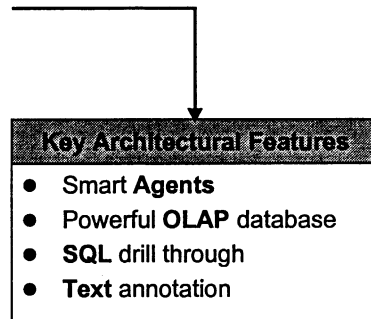 Key Architectural Features
● Smart Agents
● Powerful OLAP database
● SQL drill through
● Text annotation